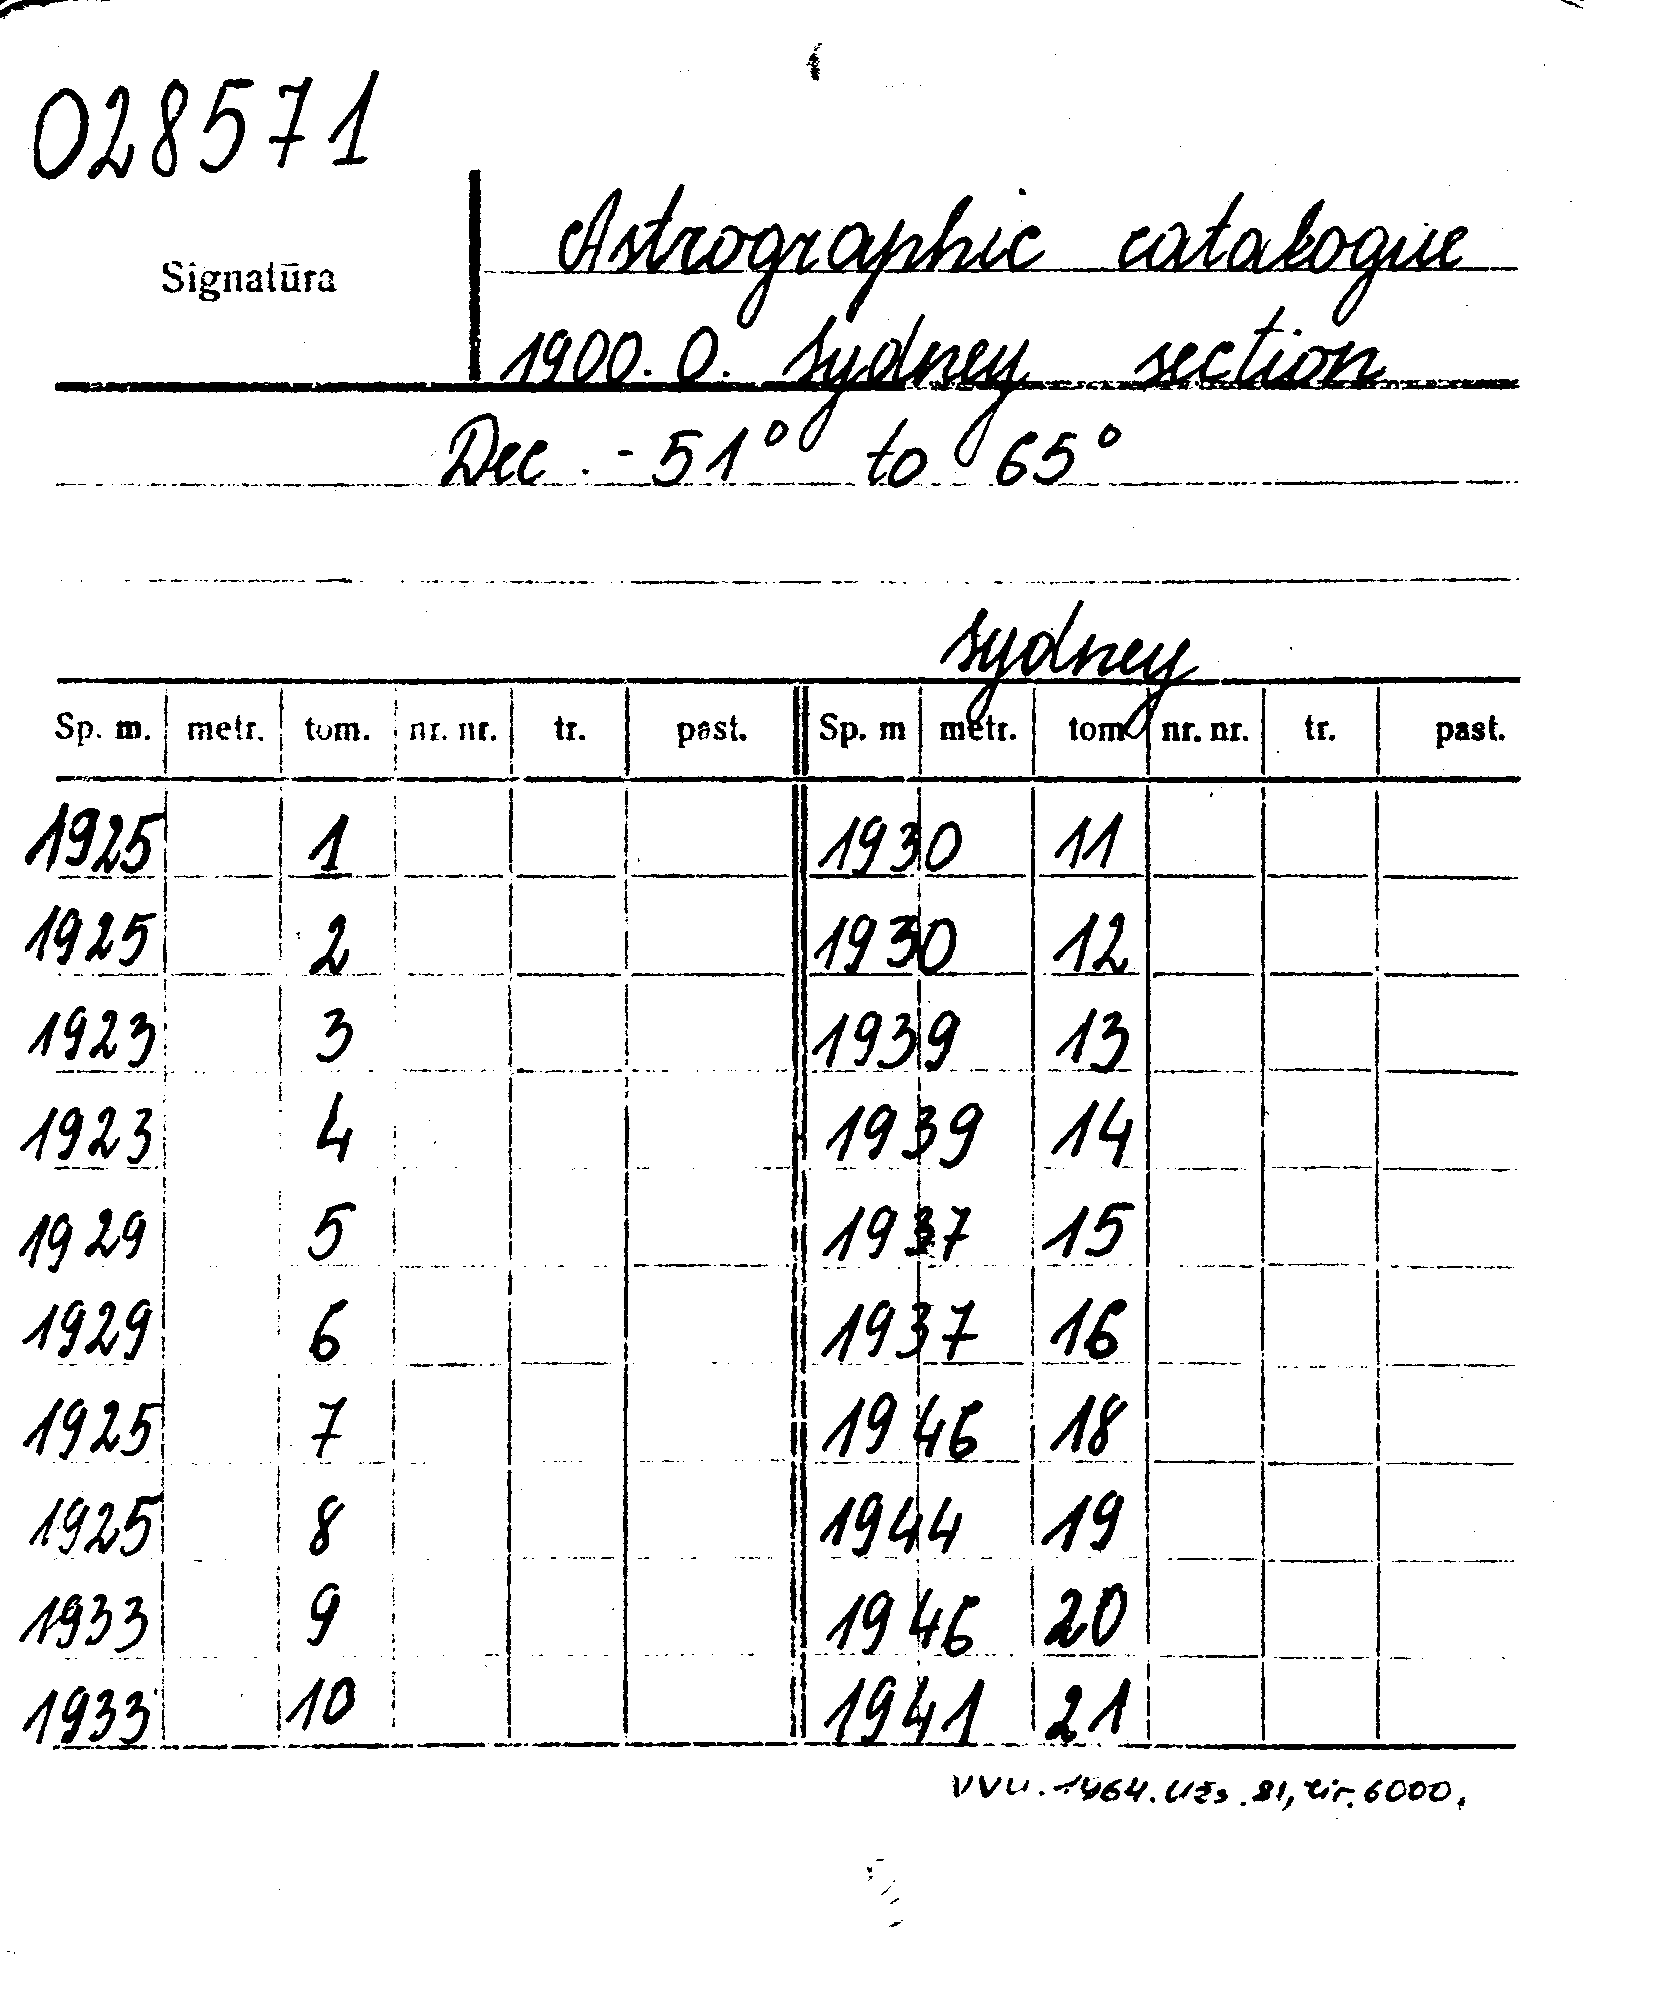 028571
Signatūra
Astrographic catalogue
1900.0. Sydney section
Dec. -51° to 65°
Sydney
Sp. m. metr. tom. nr. nr. tr. past. Sp. m metr. tom nr. nr. tr. past.
1925 1 1930 11
1925 2 1930 12
1923 3 1939 13
1923 4 1939 14
1929 5 1937 15
1929 6 1937 16
1925 7 1946 18
1925 8 1944 19
1933 9 1946 20
1933 10 1941 21
VVU. 1964. Užs. 81, tir. 6000.